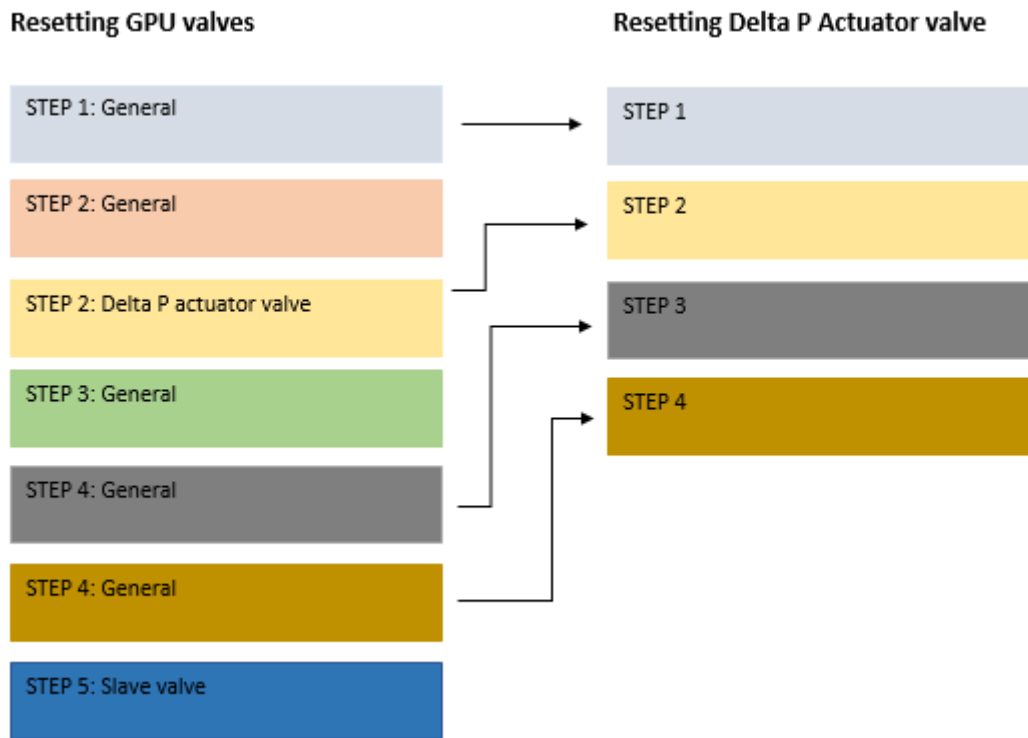 Resetting GPU valves
STEP 1: General
STEP 2: General
STEP 2: Delta P actuator valve
STEP 3: General
STEP 4: General
STEP 4: General
STEP 5: Slave valve
Resetting Delta P Actuator valve
STEP 1
STEP 2
STEP 3
STEP 4